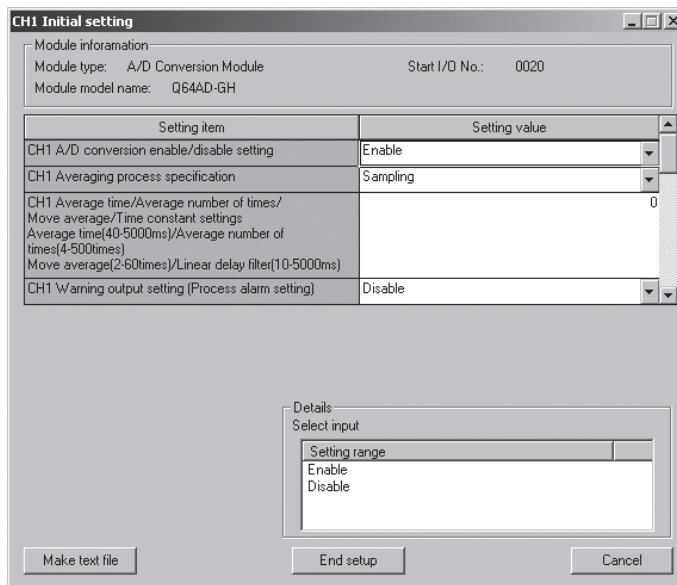 CH1 Initial setting
Module inforamation
Module type: A/D Conversion Module Start I/O No.: 0020
Module model name: Q64AD-GH
Setting item Setting value
CH1 A/D conversion enable/disable setting Enable
CH1 Averaging process specification Sampling
CH1 Average time/Average number of times/
Move average/Time constant settings
Average time(40-5000ms)/Average number of
times(4-500times)
Move average(2-60times)/Linear delay filter(10-5000ms) 0
CH1 Warning output setting (Process alarm setting) Disable
Details
Select input
Setting range
Enable
Disable
Make text file End setup Cancel